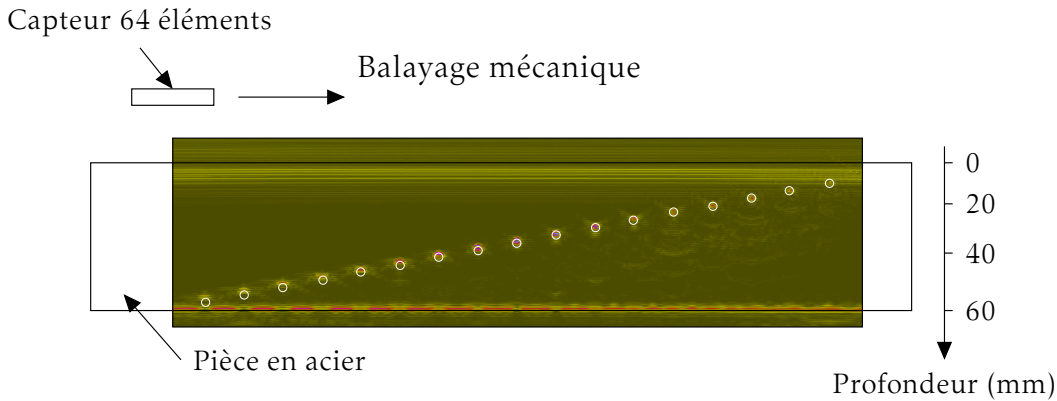 Capteur 64 éléments
Balayage mécanique
0
20
40
60
Pièce en acier
Profondeur (mm)